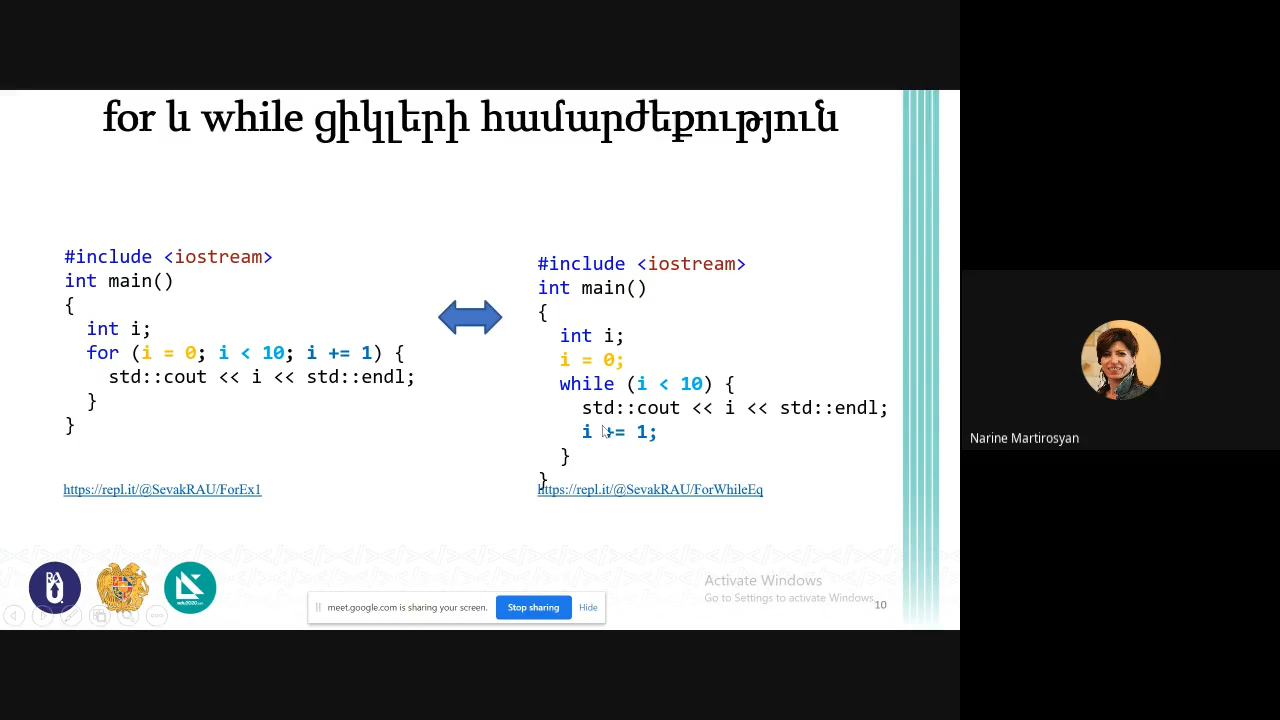 for և while ցիկլերի համարժեքություն
#include <iostream>
int main()
{
  int i;
  for (i = 0; i < 10; i += 1) {
    std::cout << i << std::endl;
  }
}
https://repl.it/@SevakRAU/ForEx1
#include <iostream>
int main()
{
  int i;
  i = 0;
  while (i < 10) {
    std::cout << i << std::endl;
    i += 1;
  }
}
https://repl.it/@SevakRAU/ForWhileEq
Activate Windows
Go to Settings to activate Windows.
10
meet.google.com is sharing your screen.
Stop sharing
Hide
Narine Martirosyan